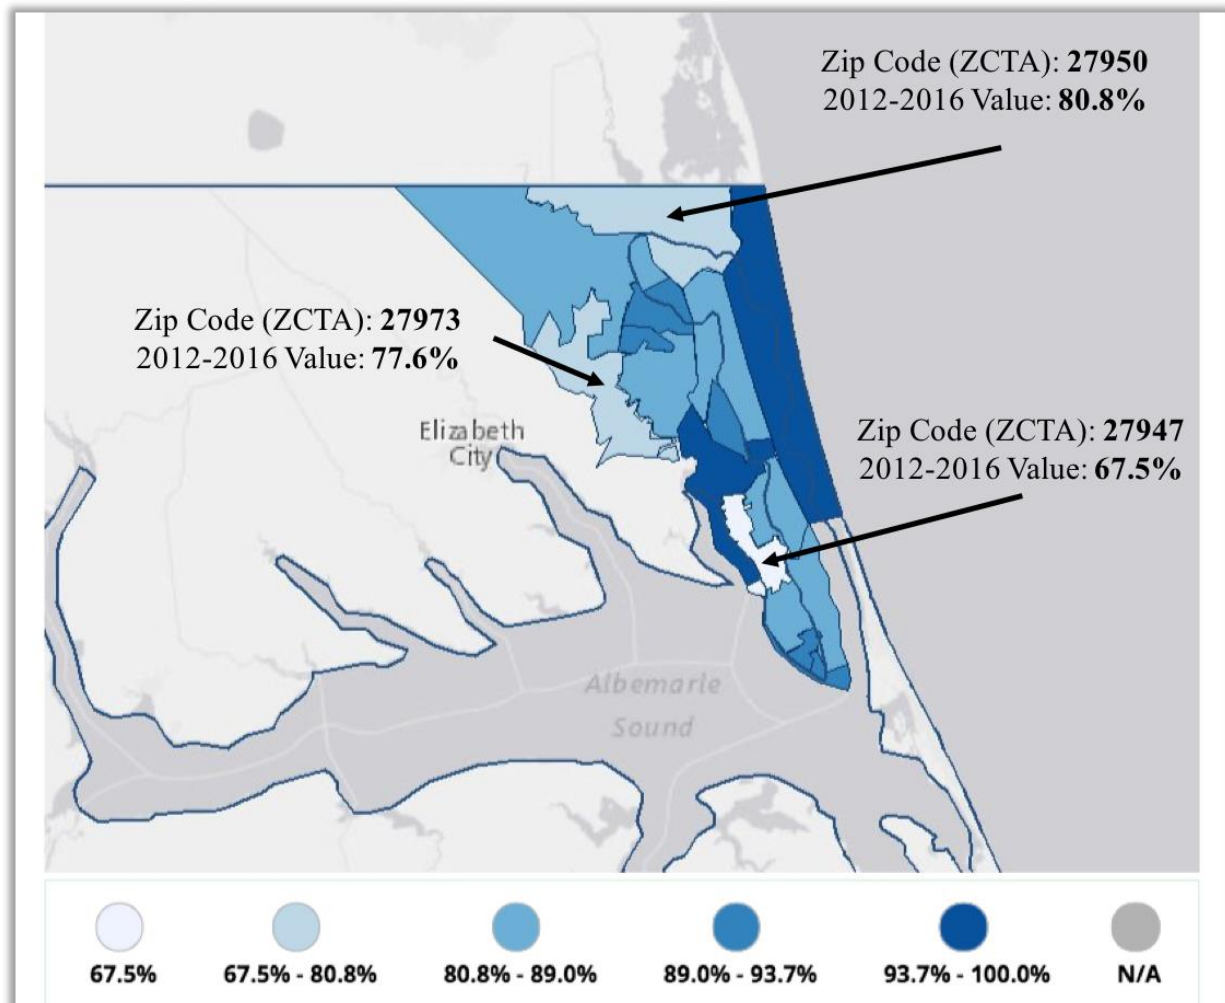 Zip Code (ZCTA): 27950
2012-2016 Value: 80.8%
Zip Code (ZCTA): 27973
2012-2016 Value: 77.6%
Elizabeth
City
Zip Code (ZCTA): 27947
2012-2016 Value: 67.5%
Albemarle
Sound
67.5%
67.5% - 80.8%
80.8% - 89.0%
89.0% - 93.7%
93.7% - 100.0%
N/A